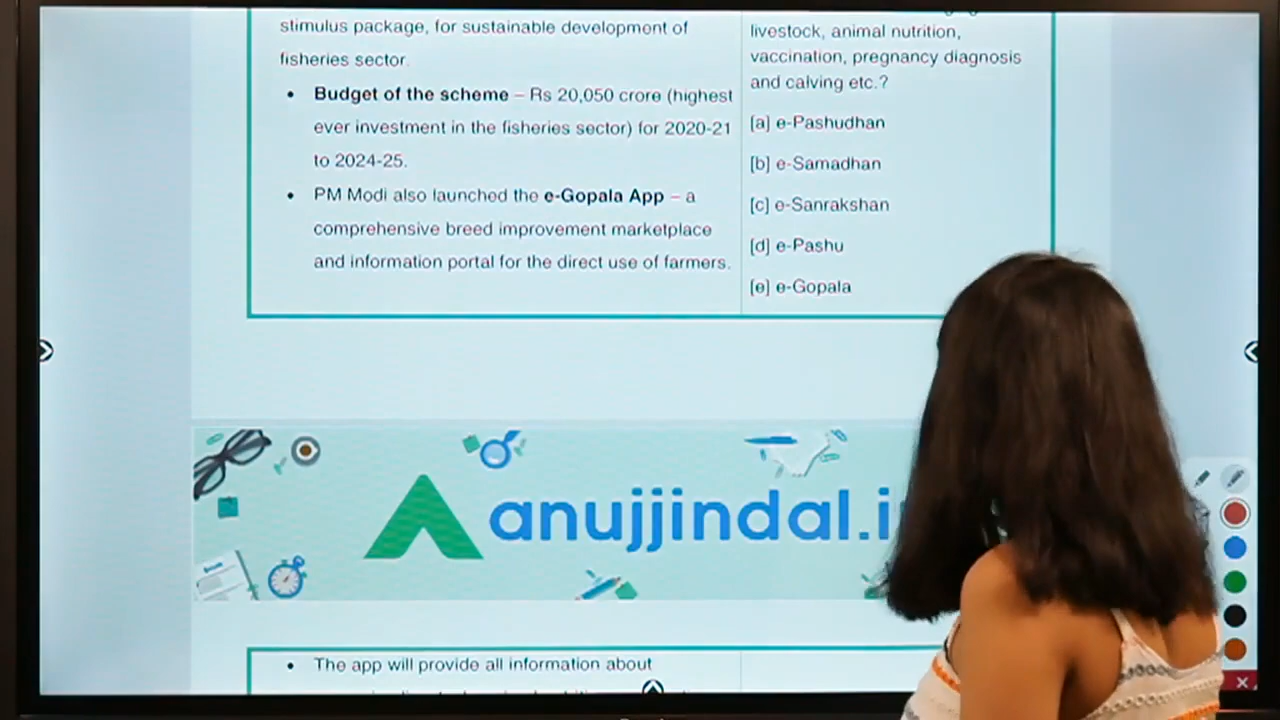 stimulus package, for sustainable development of
fisheries sector.
• Budget of the scheme – Rs 20,050 crore (highest
ever investment in the fisheries sector) for 2020-21
to 2024-25.
• PM Modi also launched the e-Gopala App – a
comprehensive breed improvement marketplace
and information portal for the direct use of farmers.
livestock, animal nutrition,
vaccination, pregnancy diagnosis
and calving etc.?
[a] e-Pashudhan
[b] e-Samadhan
[c] e-Sanrakshan
[d] e-Pashu
[e] e-Gopala
anujjindal.i
• The app will provide all information about